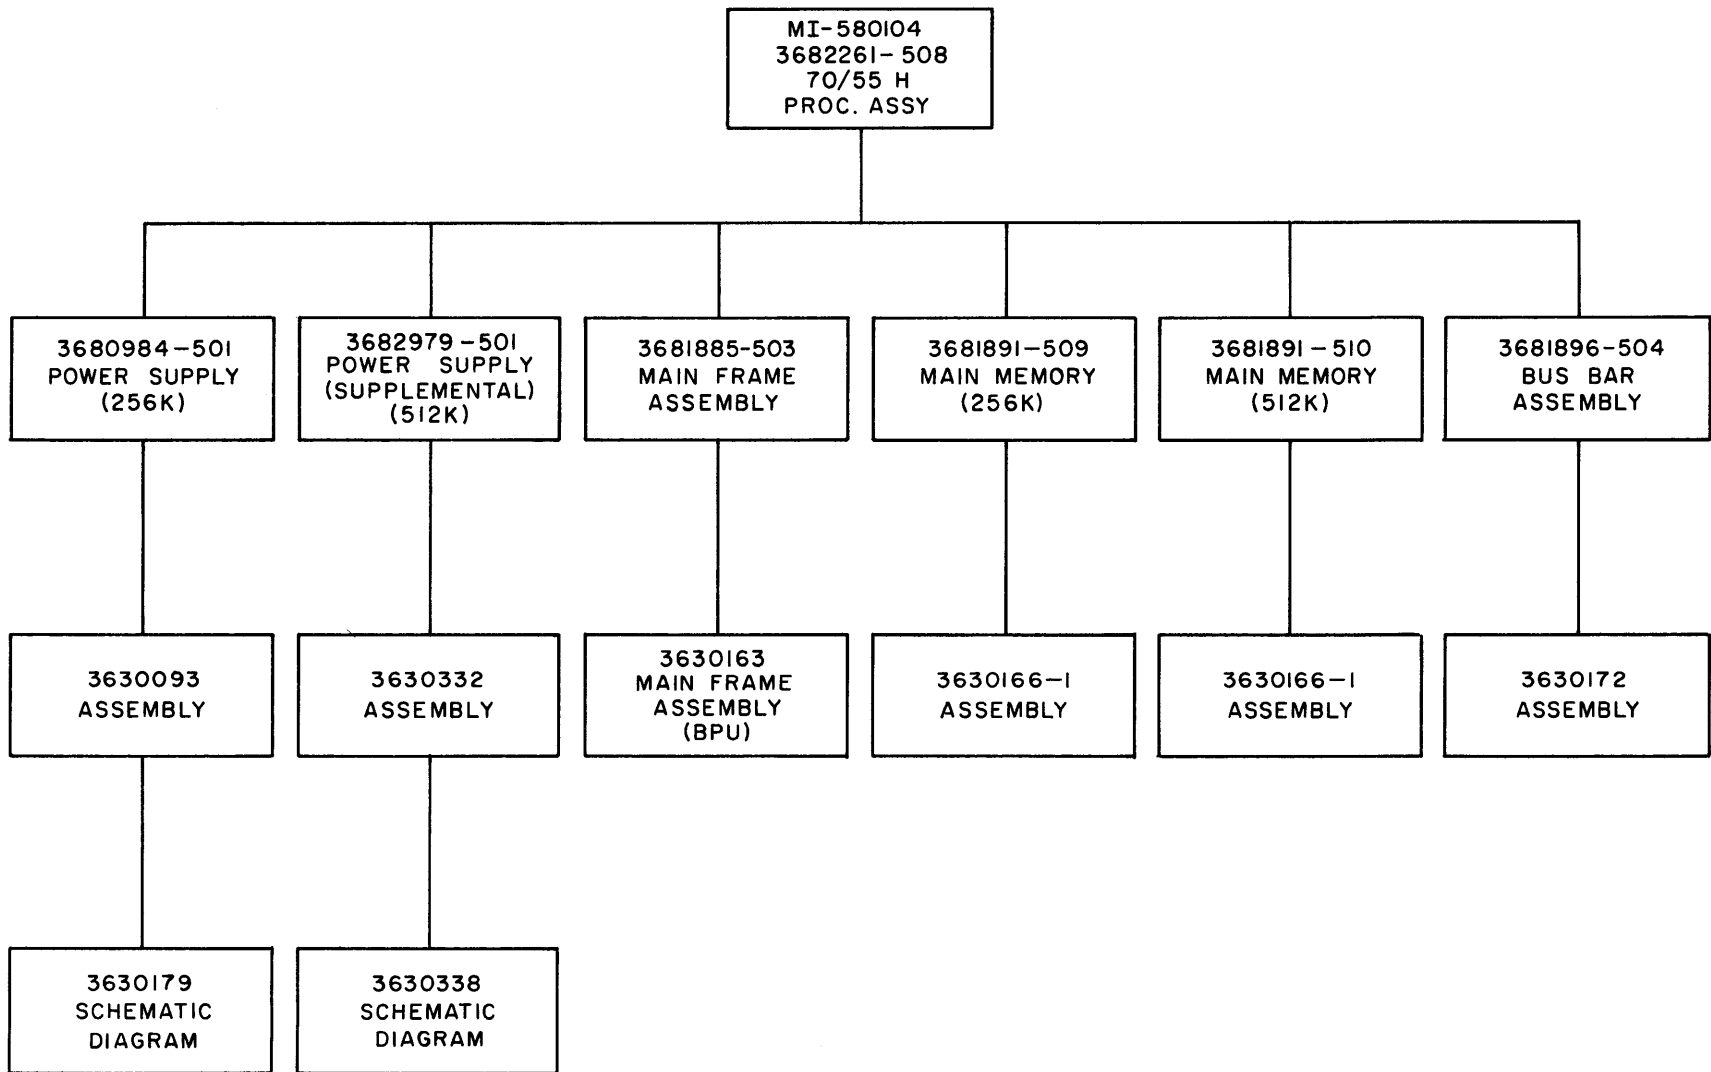 MI-580104
3682261-508
70/55 H
PROC. ASSY
3680984-501
POWER SUPPLY
(256K)
3682979-501
POWER SUPPLY
(SUPPLEMENTAL)
(512K)
3681885-503
MAIN FRAME
ASSEMBLY
3681891-509
MAIN MEMORY
(256K)
3681891-510
MAIN MEMORY
(512K)
3681896-504
BUS BAR
ASSEMBLY
3630093
ASSEMBLY
3630332
ASSEMBLY
3630163
MAIN FRAME
ASSEMBLY
(BPU)
3630166-1
ASSEMBLY
3630166-1
ASSEMBLY
3630172
ASSEMBLY
3630179
SCHEMATIC
DIAGRAM
3630338
SCHEMATIC
DIAGRAM